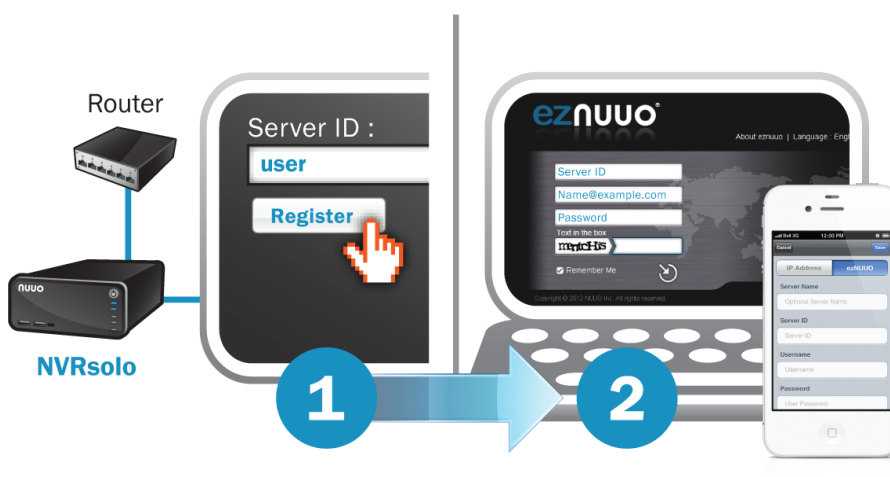 Router
nuuo
NVRsolo
Server ID :
user
Register
1
eznuuo
About eznuuo | Language : Engl
Server ID
Name@example.com
Password
Text in the box
Remember Me
Copyright © 2012 NUUO Inc. All rights reserved.
2
Bell 3G 12:00 PM
Cancel Save
IP Address ezNUUO
Server Name
Optional Server Name
Server ID
Server ID
Username
Username
Password
User Password